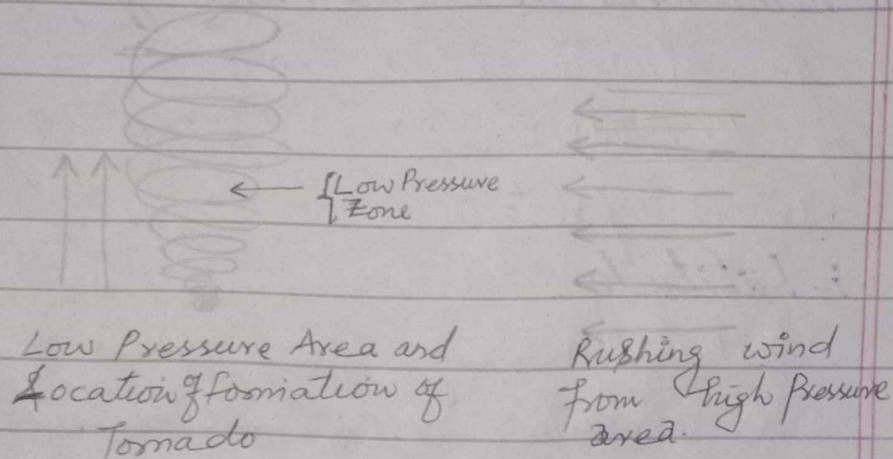 Low Pressure
Zone
Low Pressure Area and
Location of formation of
Tornado
Rushing wind
from high Pressure
area.